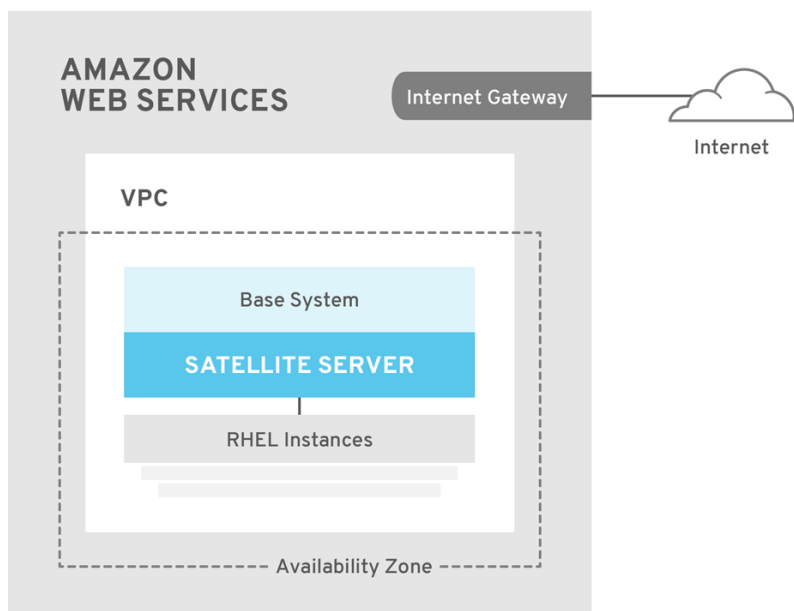 AMAZON
WEB SERVICES
Internet Gateway
Internet
VPC
Base System
SATELLITE SERVER
RHEL Instances
Availability Zone